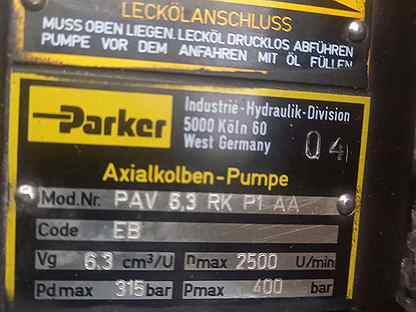 LECKÖLANSCHLUSS
MUSS OBEN LIEGEN. LECKÖL DRUCKLOS ABFÜHREN
PUMPE VOR DEM ANFAHREN MIT ÖL FÜLLEN
Parker
Industrie-Hydraulik-Division
5000 Köln 60
West Germany
04
Axialkolben-Pumpe
Mod.Nr. PAV 6.3 RK P1 AA
Code EB
Vg 6.3 cm³/U nmax 2500 U/min
Pdmax 315 bar Pmax 400 bar